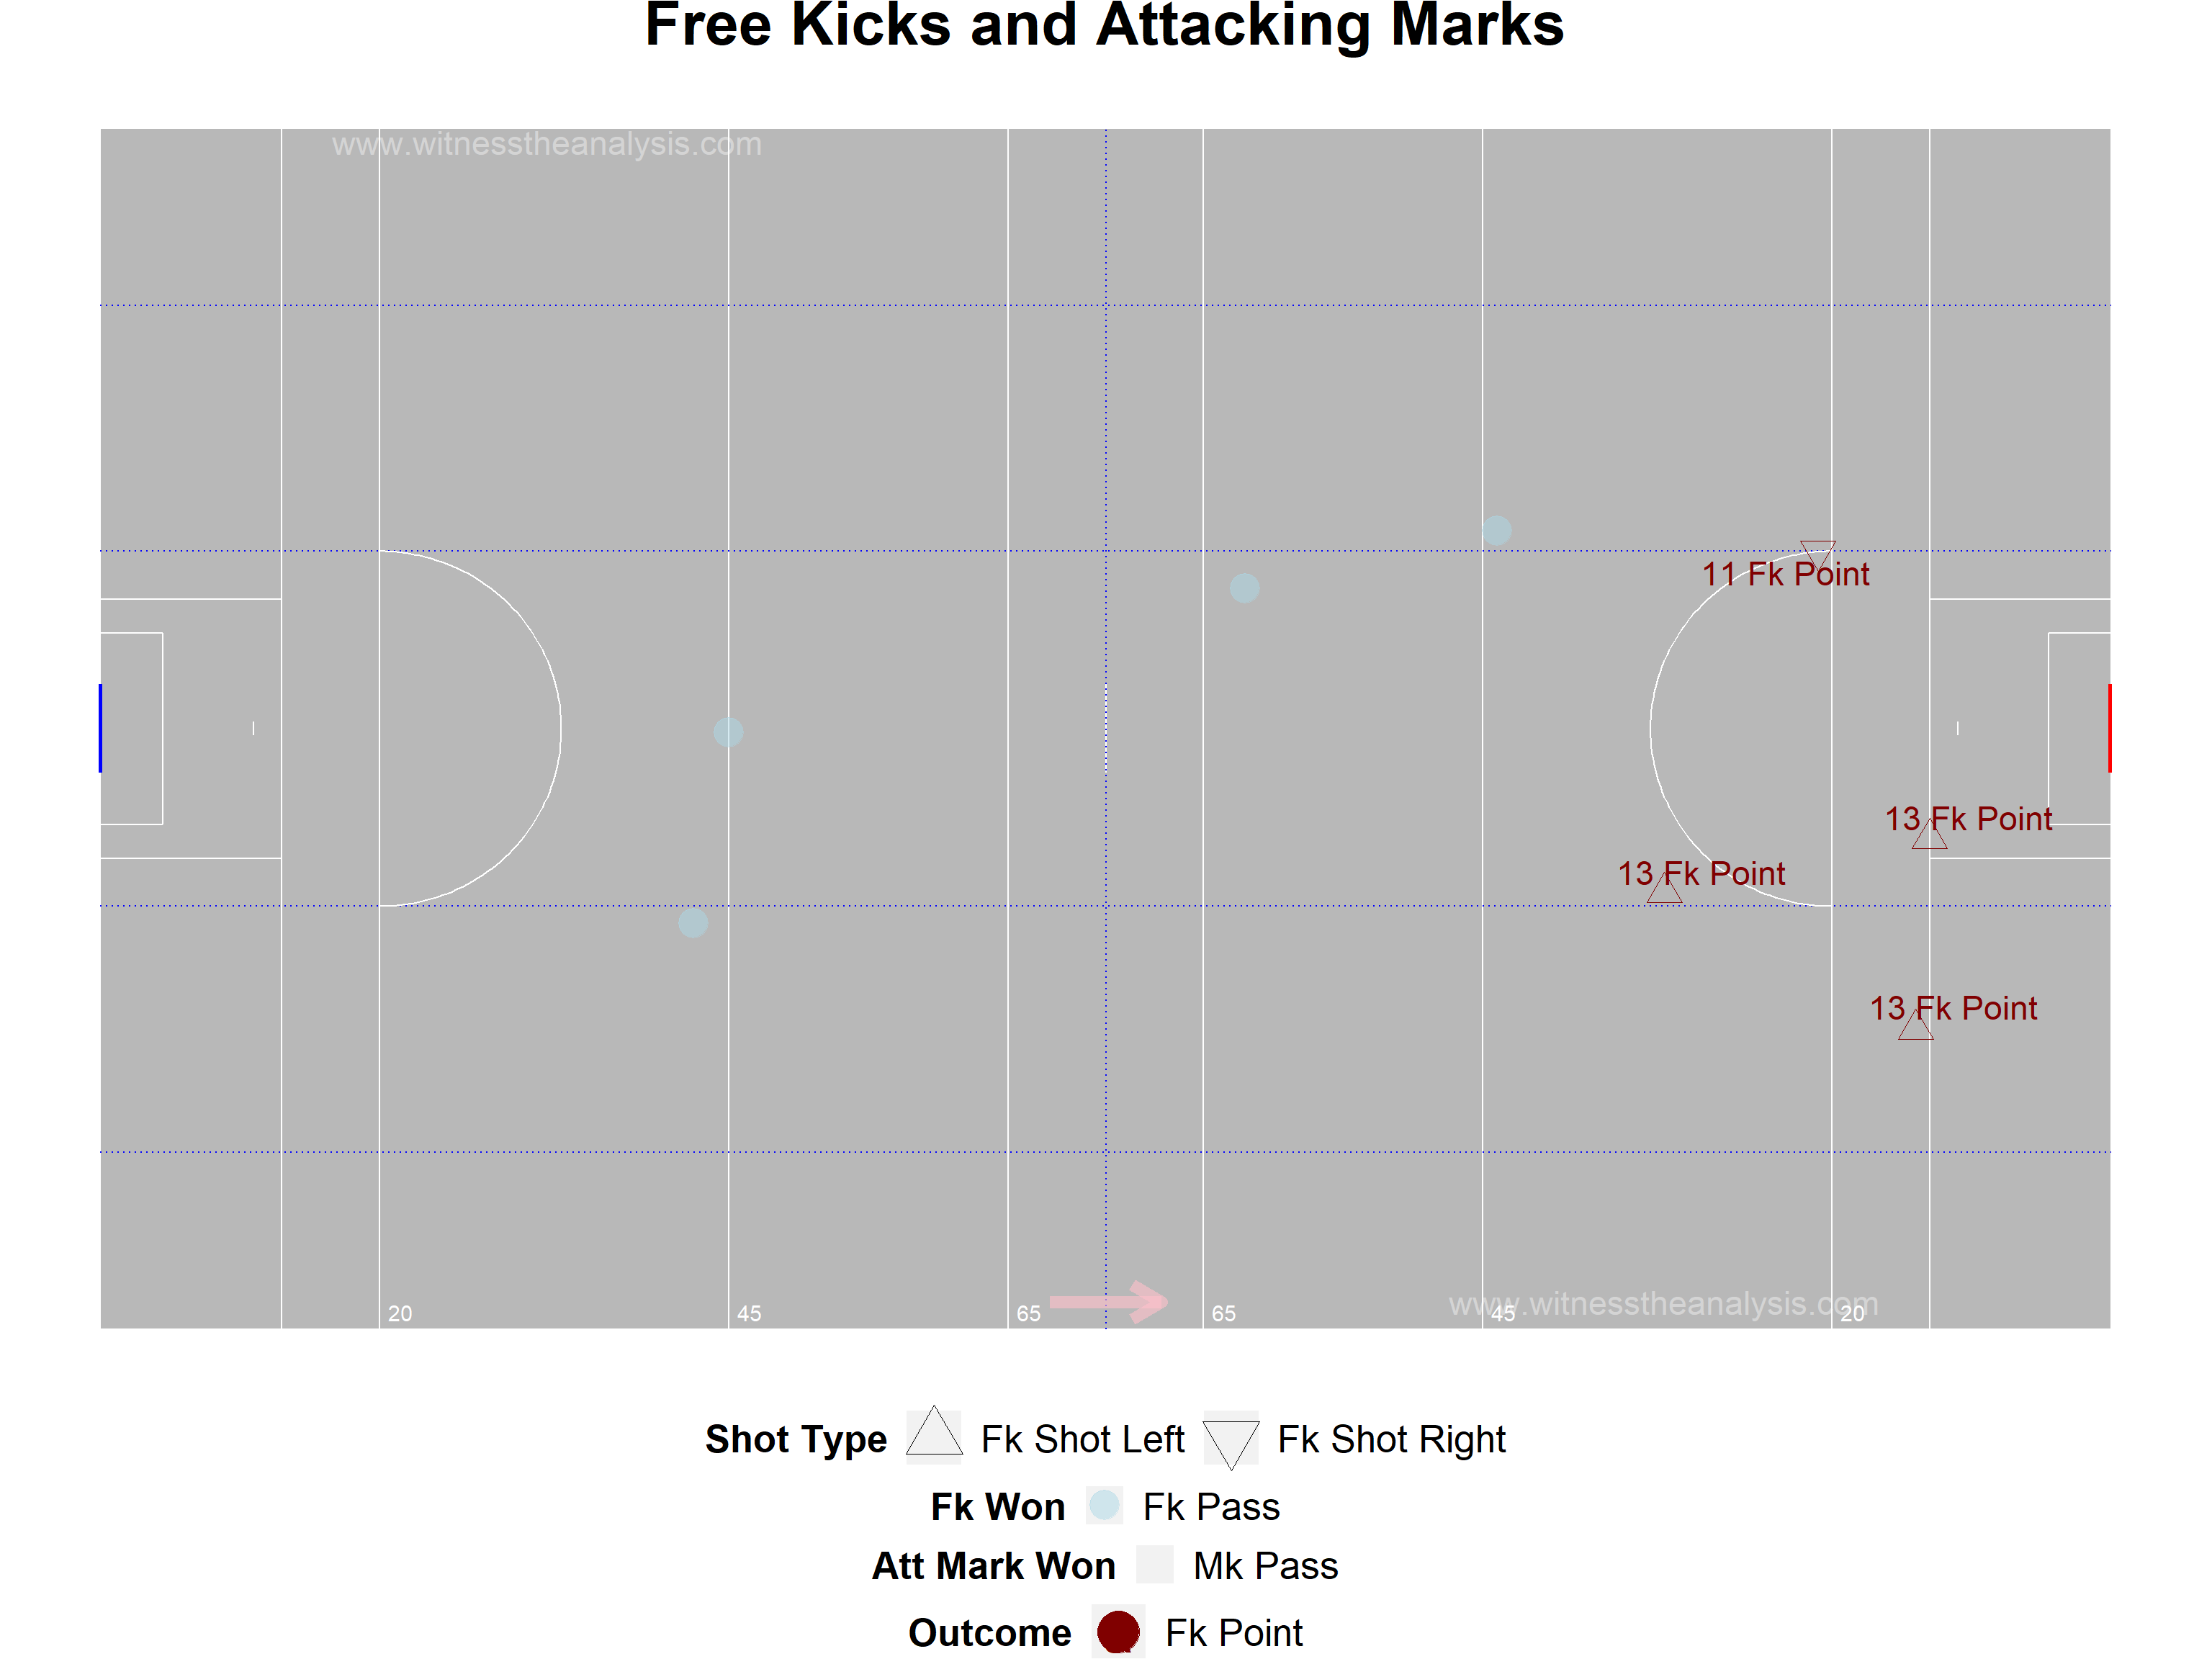 Free Kicks and Attacking Marks
www.witnesstheanalysis.com
11 Fk Point
13 Fk Point
13 Fk Point
13 Fk Point
www.witnesstheanalysis.com
20 45 65 65 45 20
Shot Type Fk Shot Left Fk Shot Right
Fk Won Fk Pass
Att Mark Won Mk Pass
Outcome Fk Point